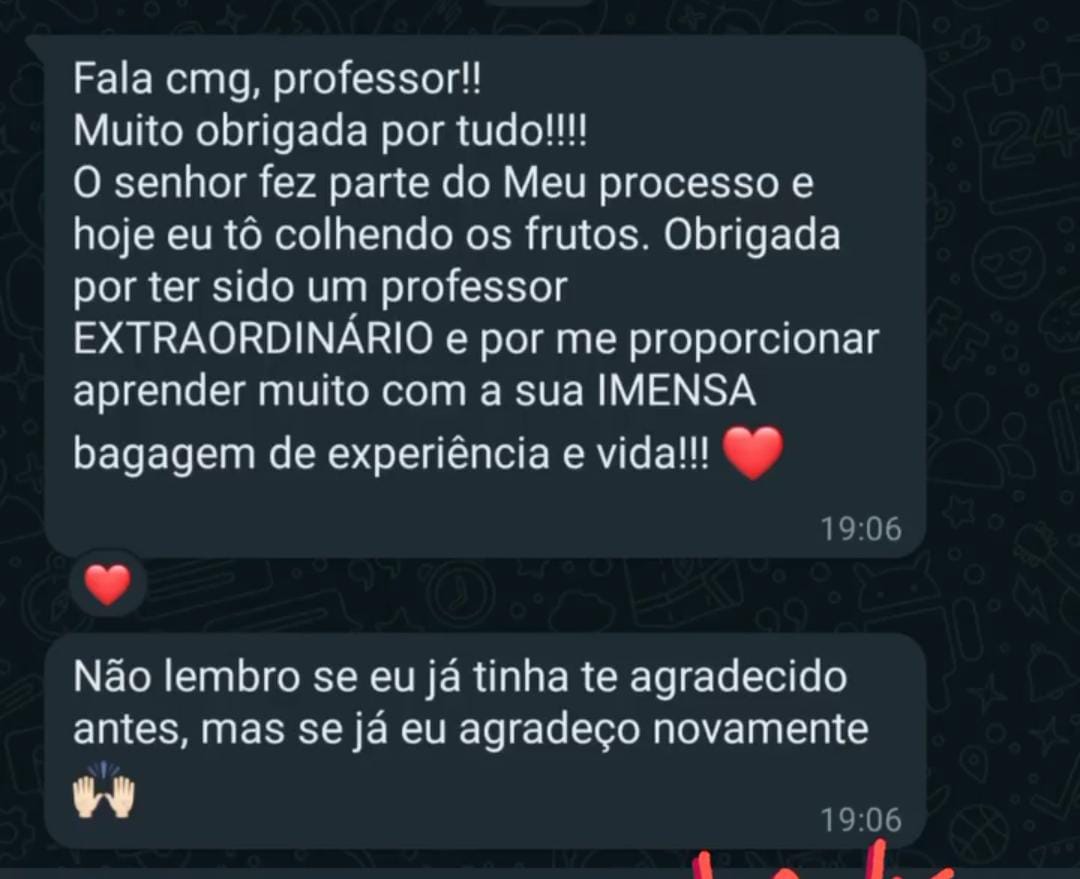 Fala cmg, professor!!
Muito obrigada por tudo!!!!
O senhor fez parte do Meu processo e
hoje eu tô colhendo os frutos. Obrigada
por ter sido um professor
EXTRAORDINÁRIO e por me proporcionar
aprender muito com a sua IMENSA
bagagem de experiência e vida!!! ❤️
19:06
❤️
Não lembro se eu já tinha te agradecido
antes, mas se já eu agradeço novamente
🙌🏻
19:06